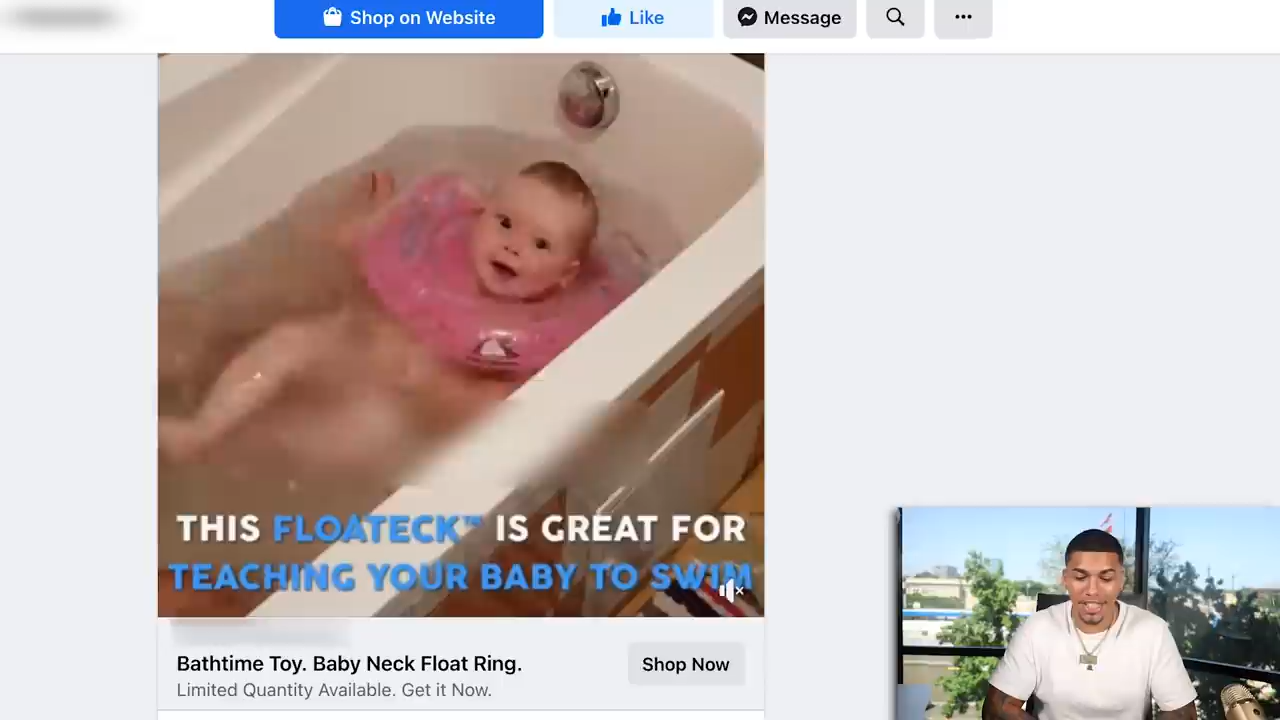 Shop on Website
Like
Message
THIS FLOATECK™ IS GREAT FOR
TEACHING YOUR BABY TO SWIM
Bathtime Toy. Baby Neck Float Ring.
Shop Now
Limited Quantity Available. Get it Now.